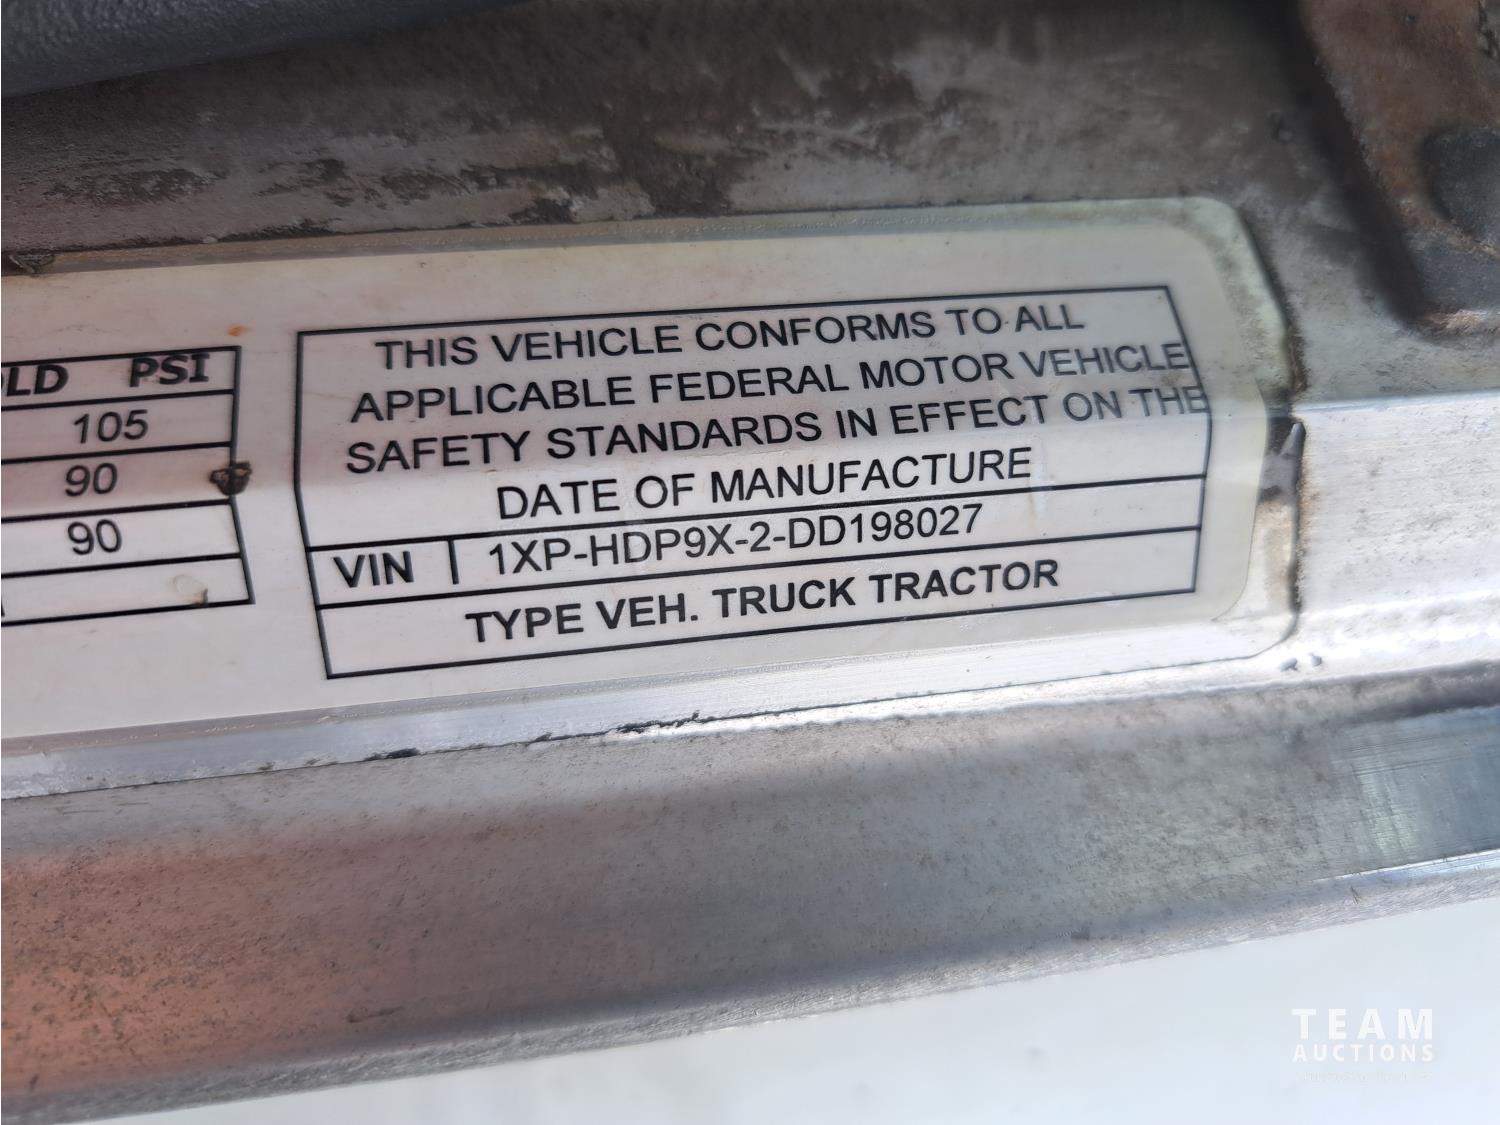 OLD PSI
105
90
90
THIS VEHICLE CONFORMS TO ALL
APPLICABLE FEDERAL MOTOR VEHICLE
SAFETY STANDARDS IN EFFECT ON THE
DATE OF MANUFACTURE
VIN 1XP-HDP9X-2-DD198027
TYPE VEH. TRUCK TRACTOR
TEAM
AUCTIONS